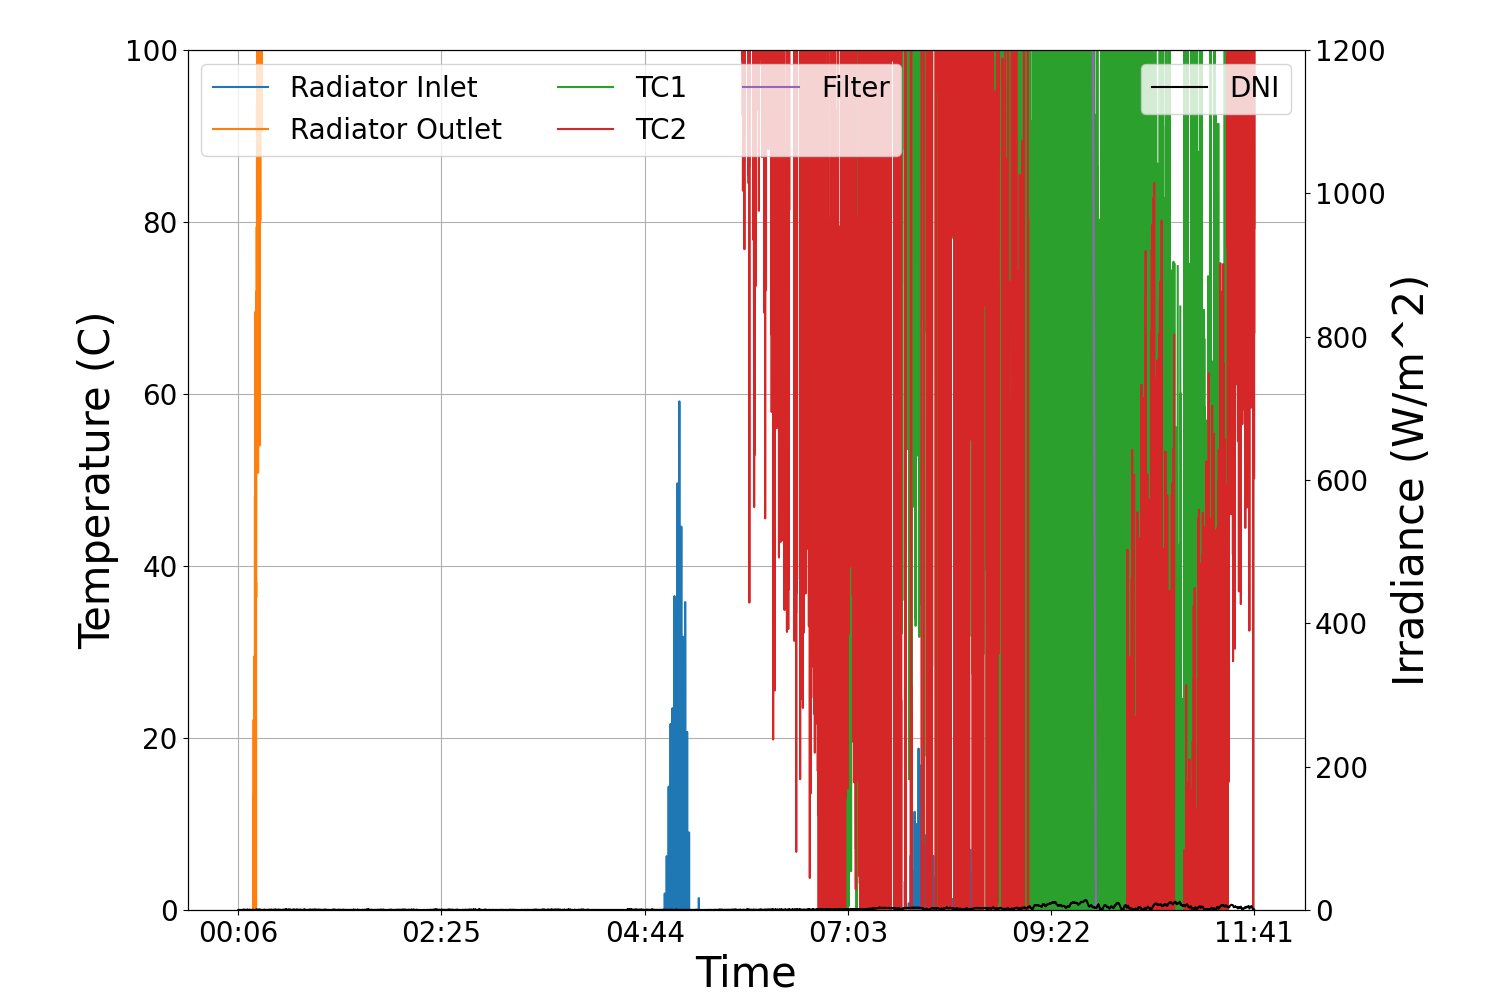 Radiator Inlet
Radiator Outlet
TC1
TC2
Filter
DNI
100
80
60
40
20
0
Temperature (C)
1200
1000
800
600
400
200
0
Irradiance (W/m^2)
00:06 02:25 04:44 07:03 09:22 11:41
Time